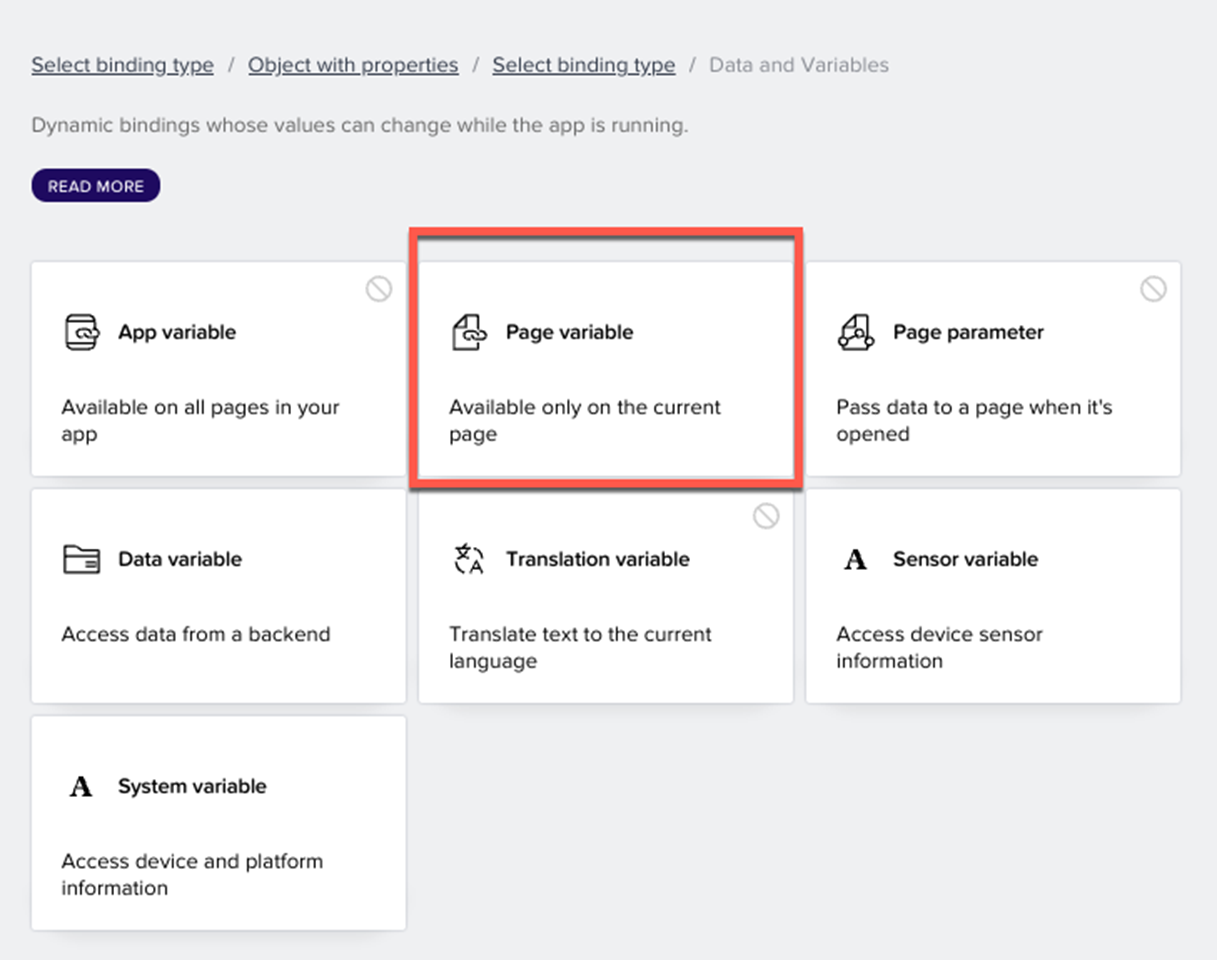 Select binding type / Object with properties / Select binding type / Data and Variables
Dynamic bindings whose values can change while the app is running.
READ MORE
App variable
Available on all pages in your
app
Page variable
Available only on the current
page
Page parameter
Pass data to a page when it's
opened
Data variable
Access data from a backend
Translation variable
Translate text to the current
language
A Sensor variable
Access device sensor
information
A System variable
Access device and platform
information